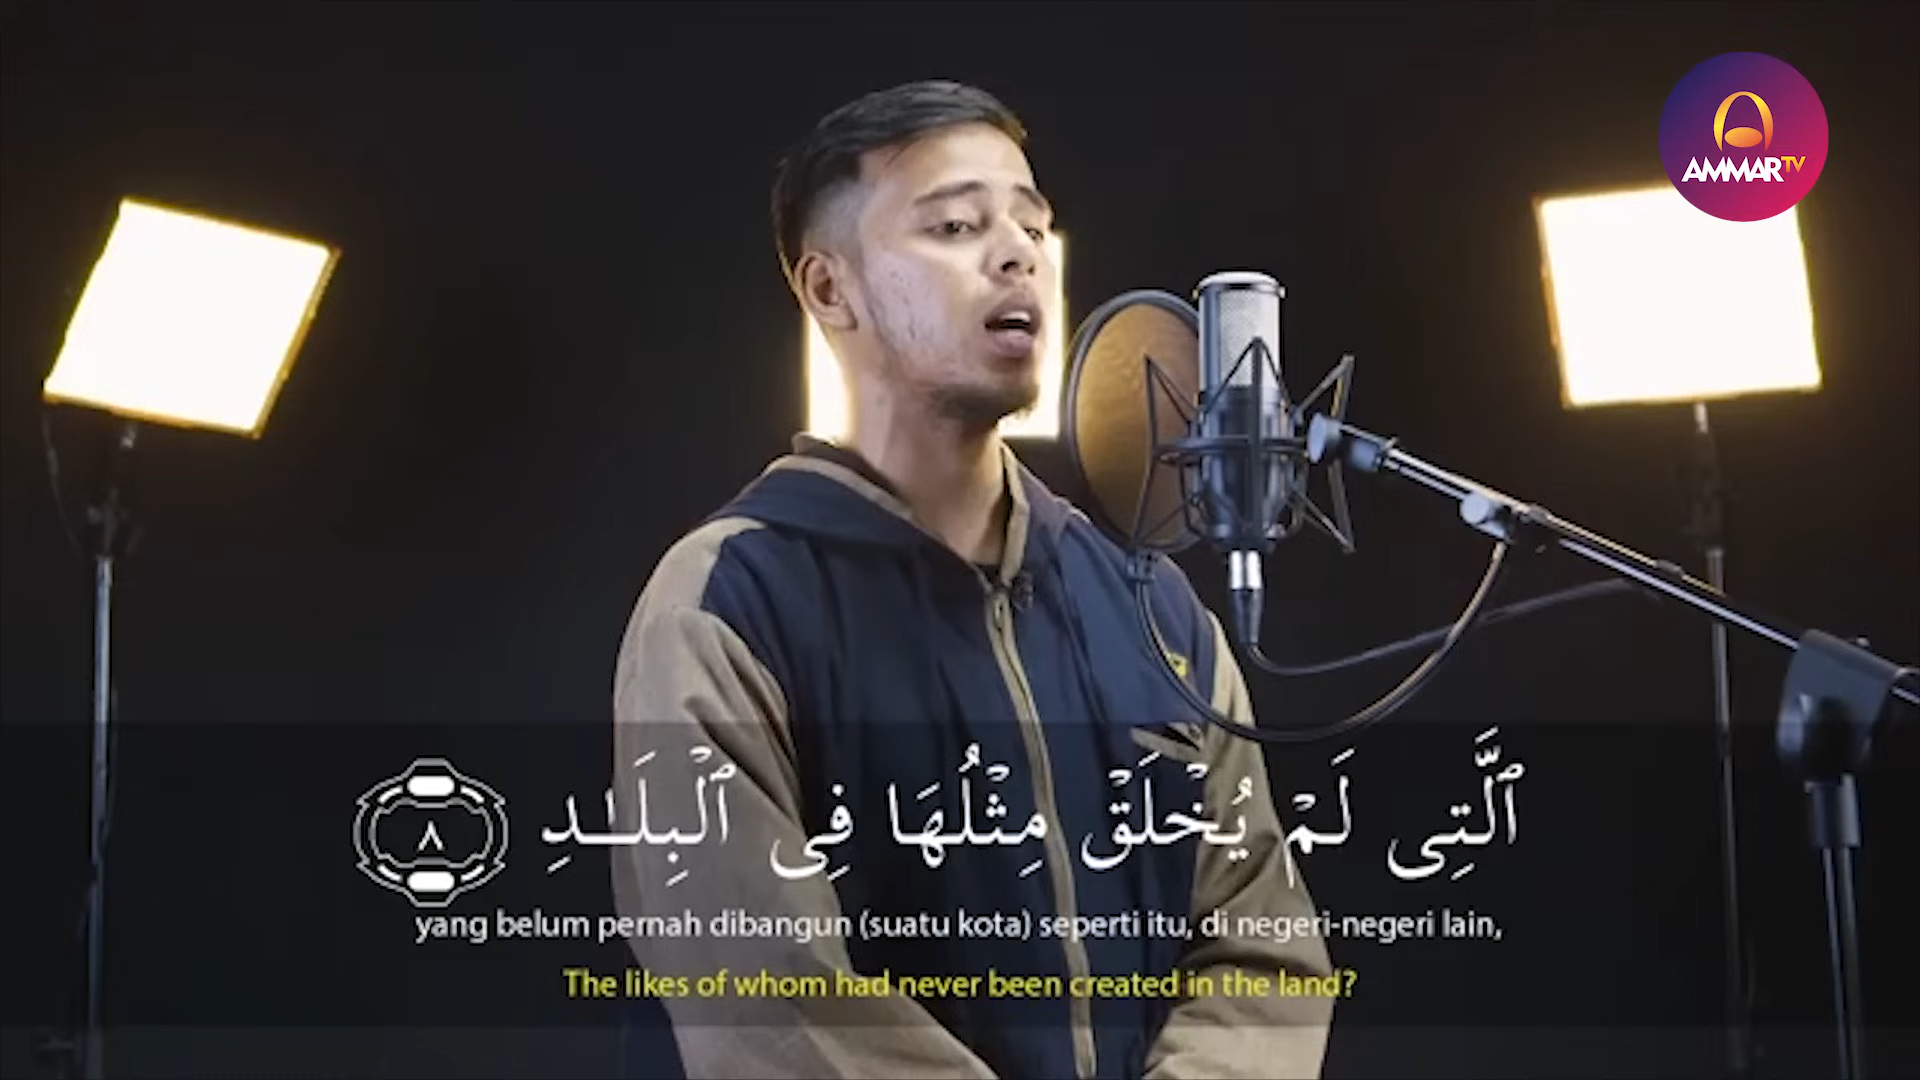 AMMARTV
ٱلَّتِى لَمْ يُخْلَقْ مِثْلُهَا فِى ٱلْبِلَـٰدِ ٨
yang belum pernah dibangun (suatu kota) seperti itu, di negeri-negeri lain,
The likes of whom had never been created in the land?